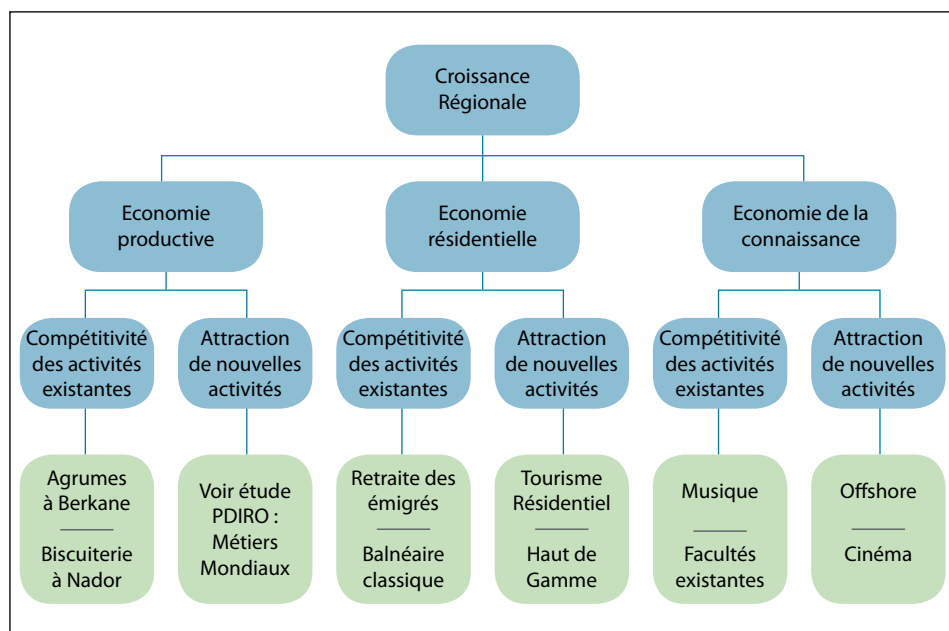 Croissance
Régionale
Economie
productive
Economie
résidentielle
Economie de la
connaissance
Compétitivité
des activités
existantes
Attraction
de nouvelles
activités
Compétitivité
des activités
existantes
Attraction
de nouvelles
activités
Compétitivité
des activités
existantes
Attraction
de nouvelles
activités
Agrumes
à Berkane
Biscuiterie
à Nador
Voir étude
PDIRO :
Métiers
Mondiaux
Retraite des
émigrés
Balnéaire
classique
Tourisme
Résidentiel
Haut de
Gamme
Musique
Facultés
existantes
Offshore
Cinéma